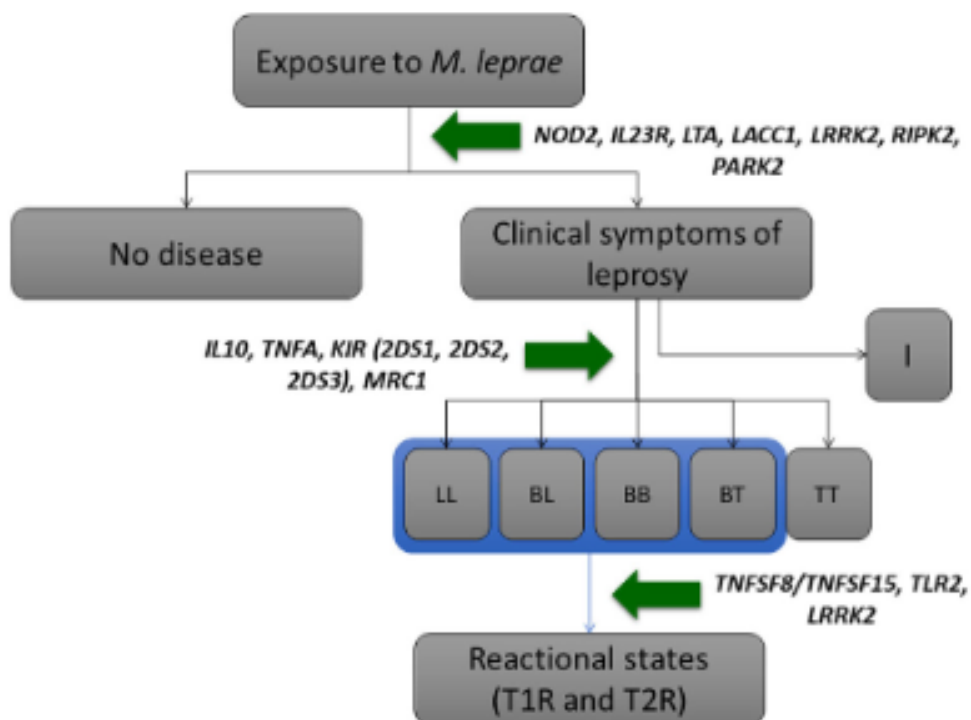 Exposure to M. leprae
NOD2, IL23R, LTA, LACC1, LRRK2, RIPK2,
PARK2
No disease
Clinical symptoms of
leprosy
IL10, TNFA, KIR (2DS1, 2DS2,
2DS3), MRC1
I
LL
BL
BB
BT
TT
TNFSF8/TNFSF15, TLR2,
LRRK2
Reactional states
(T1R and T2R)